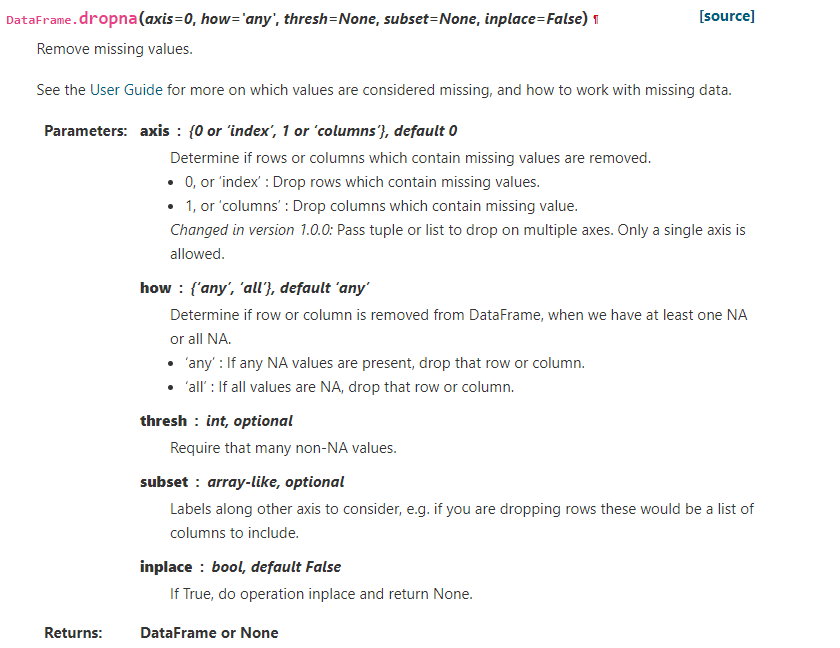 DataFrame.dropna(axis=0, how='any', thresh=None, subset=None, inplace=False) ¶ [source]
Remove missing values.
See the User Guide for more on which values are considered missing, and how to work with missing data.
Parameters: axis : {0 or ‘index’, 1 or ‘columns’}, default 0
Determine if rows or columns which contain missing values are removed.
• 0, or ‘index’ : Drop rows which contain missing values.
• 1, or ‘columns’ : Drop columns which contain missing value.
Changed in version 1.0.0: Pass tuple or list to drop on multiple axes. Only a single axis is
allowed.
how : {‘any’, ‘all’}, default ‘any’
Determine if row or column is removed from DataFrame, when we have at least one NA
or all NA.
• ‘any’ : If any NA values are present, drop that row or column.
• ‘all’ : If all values are NA, drop that row or column.
thresh : int, optional
Require that many non-NA values.
subset : array-like, optional
Labels along other axis to consider, e.g. if you are dropping rows these would be a list of
columns to include.
inplace : bool, default False
If True, do operation inplace and return None.
Returns: DataFrame or None